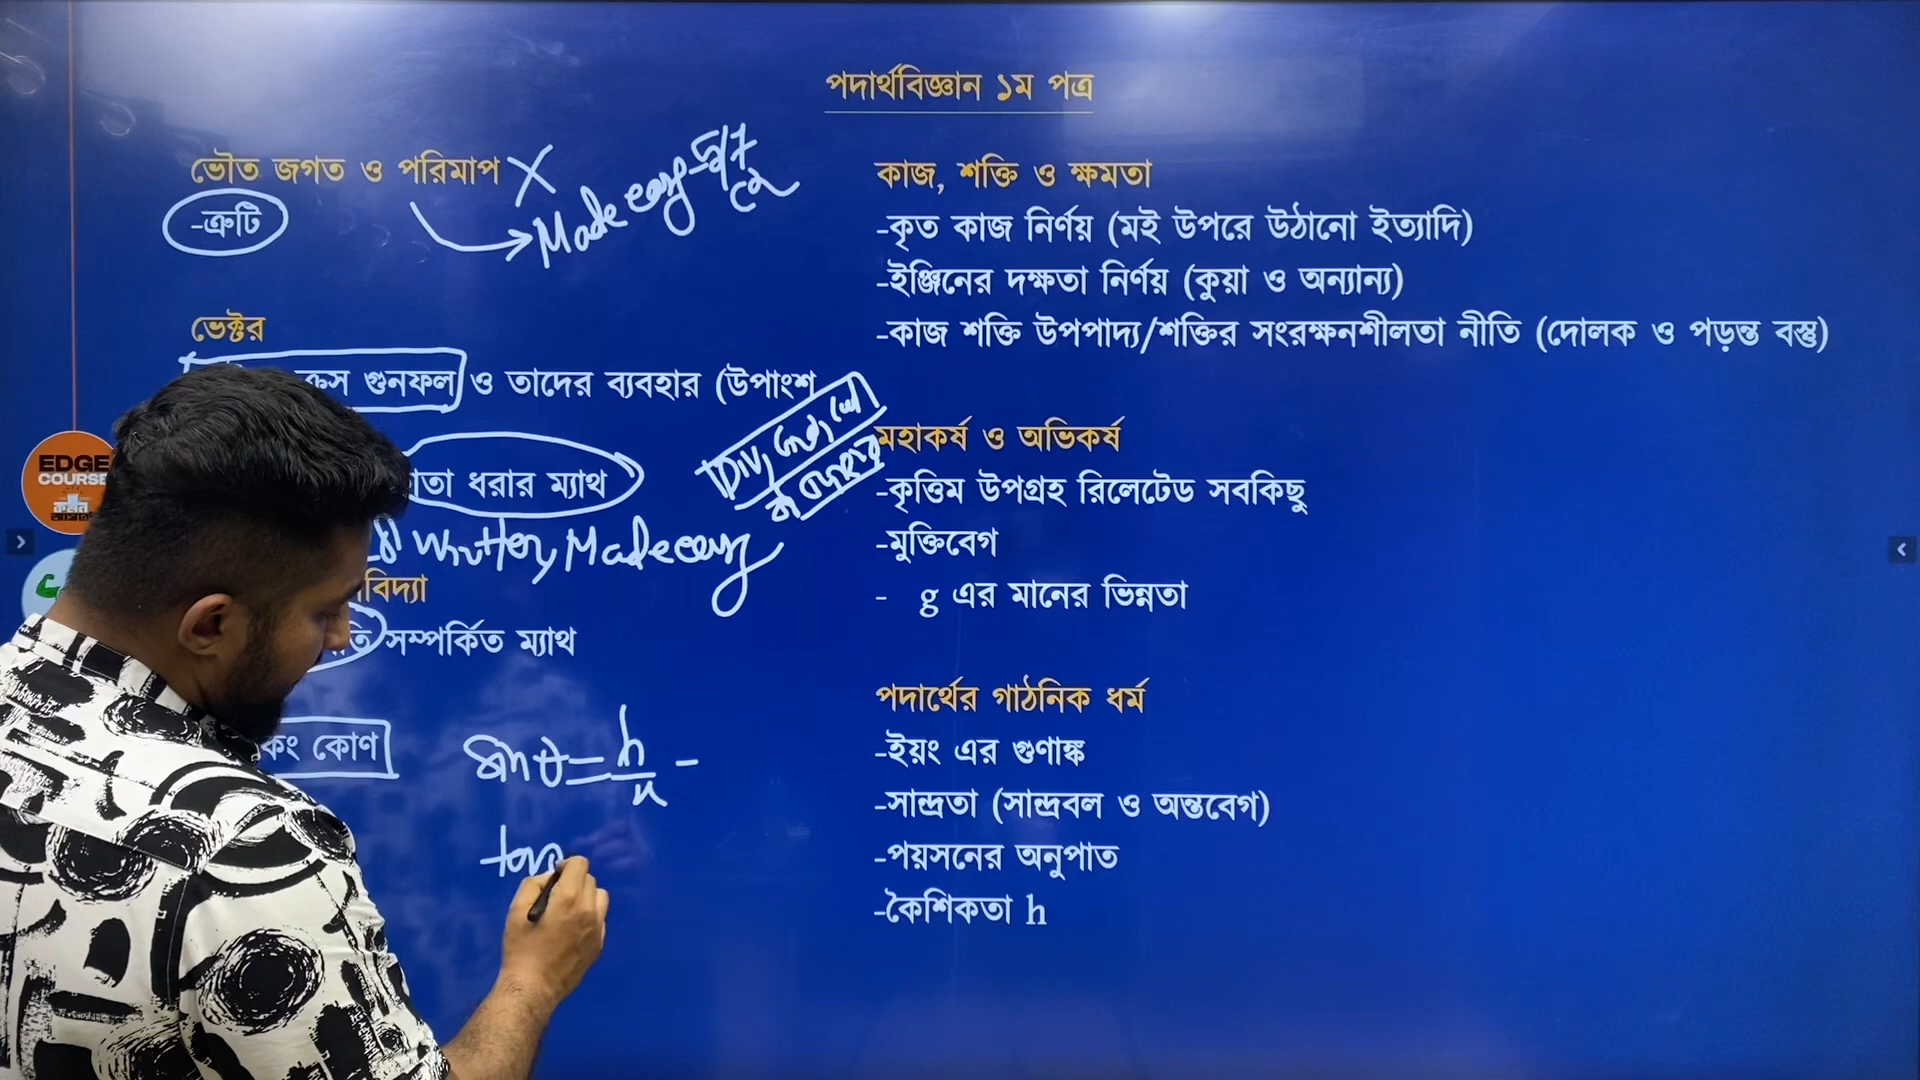 পদার্থবিজ্ঞান ১ম পত্র
ভৌত জগত ও পরিমাপ X
-ত্রুটি
Made easy
ভেক্টর
ক্রস গুনফল ও তাদের ব্যবহার (উপাংশ
ধরার ম্যাথ
Div,
Made easy
সম্পর্কিত ম্যাথ
কোণ
sinθ = h/x -
tan
EDGE
COURSE
কাজ, শক্তি ও ক্ষমতা
-কৃত কাজ নির্ণয় (মই উপরে উঠানো ইত্যাদি)
-ইঞ্জিনের দক্ষতা নির্ণয় (কুয়া ও অন্যান্য)
-কাজ শক্তি উপপাদ্য/শক্তির সংরক্ষনশীলতা নীতি (দোলক ও পড়ন্ত বস্তু)
মহাকর্ষ ও অভিকর্ষ
-কৃত্তিম উপগ্রহ রিলেটেড সবকিছু
-মুক্তিবেগ
- g এর মানের ভিন্নতা
পদার্থের গাঠনিক ধর্ম
-ইয়ং এর গুণাঙ্ক
-সান্দ্রতা (সান্দ্রবল ও অন্তবেগ)
-পয়সনের অনুপাত
-কৈশিকতা h